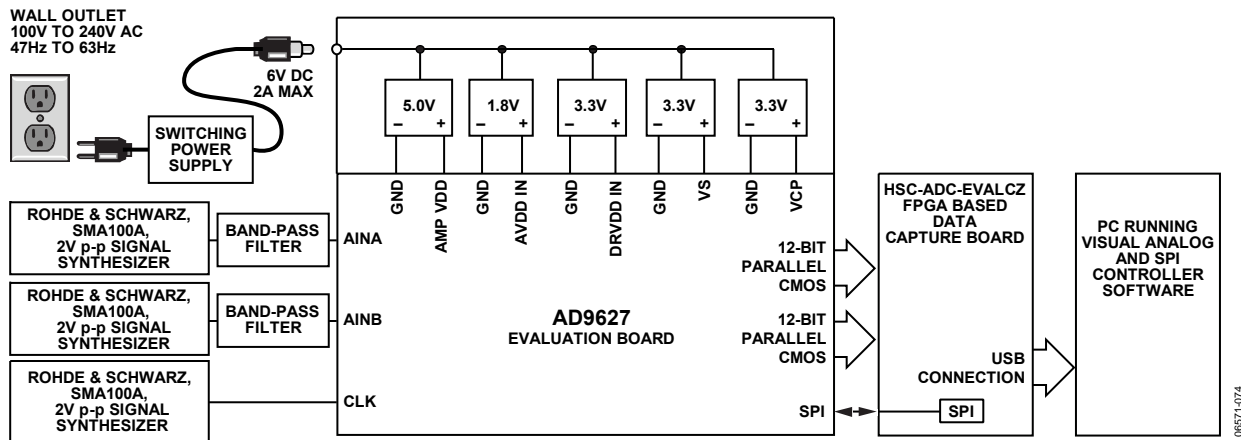 WALL OUTLET
100V TO 240V AC
47Hz TO 63Hz
6V DC
2A MAX
SWITCHING
POWER
SUPPLY
5.0V
– +
1.8V
– +
3.3V
– +
3.3V
– +
3.3V
– +
GND
AMP VDD
GND
AVDD IN
GND
DRVDD IN
GND
VS
GND
VCP
ROHDE & SCHWARZ,
SMA100A,
2V p-p SIGNAL
SYNTHESIZER
BAND-PASS
FILTER
AINA
ROHDE & SCHWARZ,
SMA100A,
2V p-p SIGNAL
SYNTHESIZER
BAND-PASS
FILTER
AINB
ROHDE & SCHWARZ,
SMA100A,
2V p-p SIGNAL
SYNTHESIZER
CLK
AD9627
EVALUATION BOARD
12-BIT
PARALLEL
CMOS
12-BIT
PARALLEL
CMOS
SPI
HSC-ADC-EVALCZ
FPGA BASED
DATA
CAPTURE BOARD
USB
CONNECTION
SPI
PC RUNNING
VISUAL ANALOG
AND SPI
CONTROLLER
SOFTWARE
06571-074